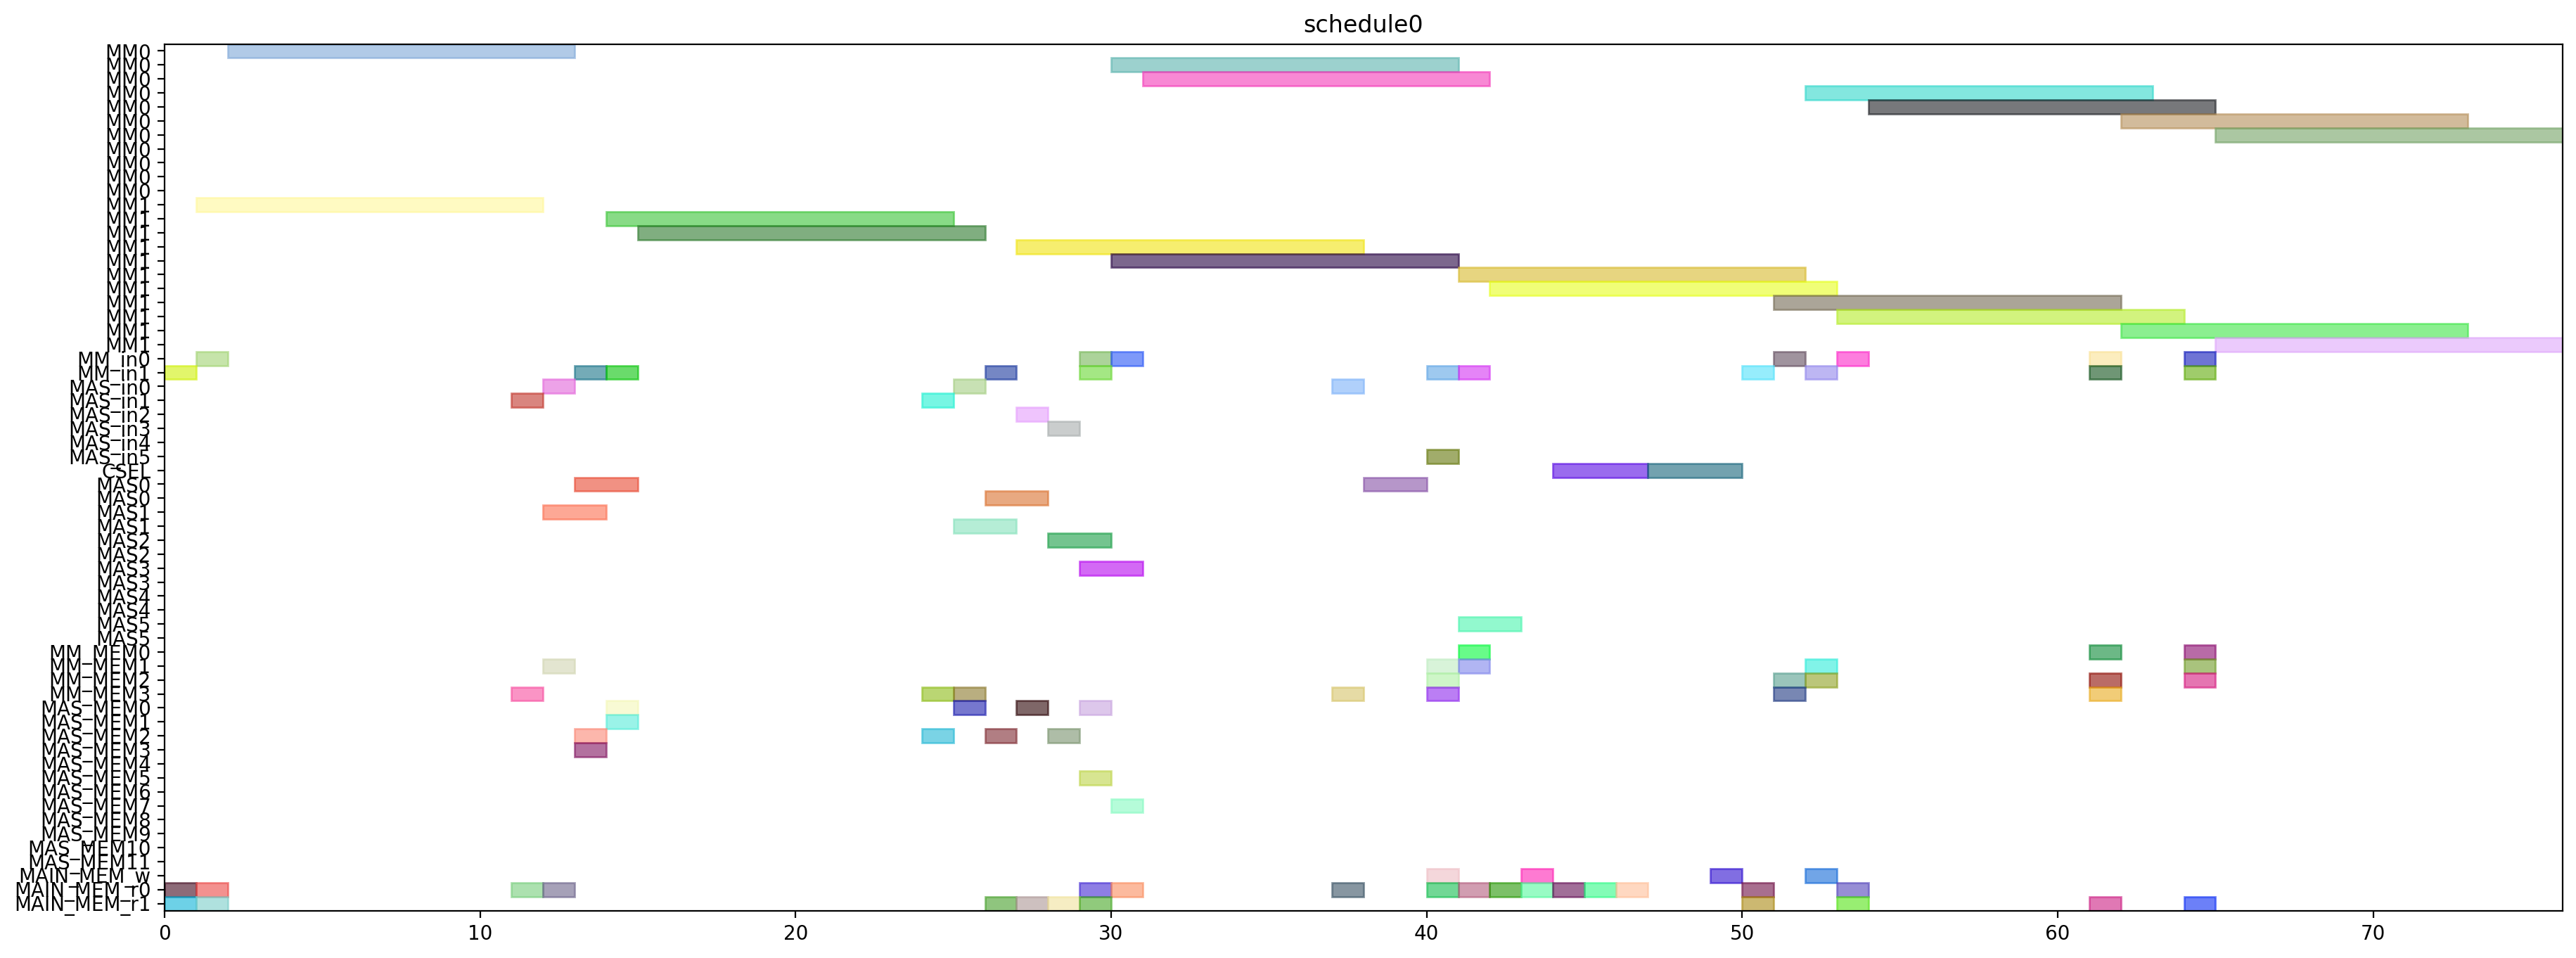 schedule0
MM0
MM0
MM0
MM0
MM0
MM0
MM0
MM0
MM0
MM0
MM0
MM1
MM1
MM1
MM1
MM1
MM1
MM1
MM1
MM1
MM1
MM1
MM_in0
MM_in1
MAS_in0
MAS_in1
MAS_in2
MAS_in3
MAS_in4
MAS_in5
CSEL
MAS0
MAS0
MAS1
MAS1
MAS2
MAS2
MAS3
MAS3
MAS4
MAS4
MAS5
MAS5
MM_MEM0
MM_MEM1
MM_MEM2
MM_MEM3
MAS_MEM0
MAS_MEM1
MAS_MEM2
MAS_MEM3
MAS_MEM4
MAS_MEM5
MAS_MEM6
MAS_MEM7
MAS_MEM8
MAS_MEM9
MAS_MEM10
MAS_MEM11
MAIN_MEM_w
MAIN_MEM_r0
MAIN_MEM_r1
0 10 20 30 40 50 60 70